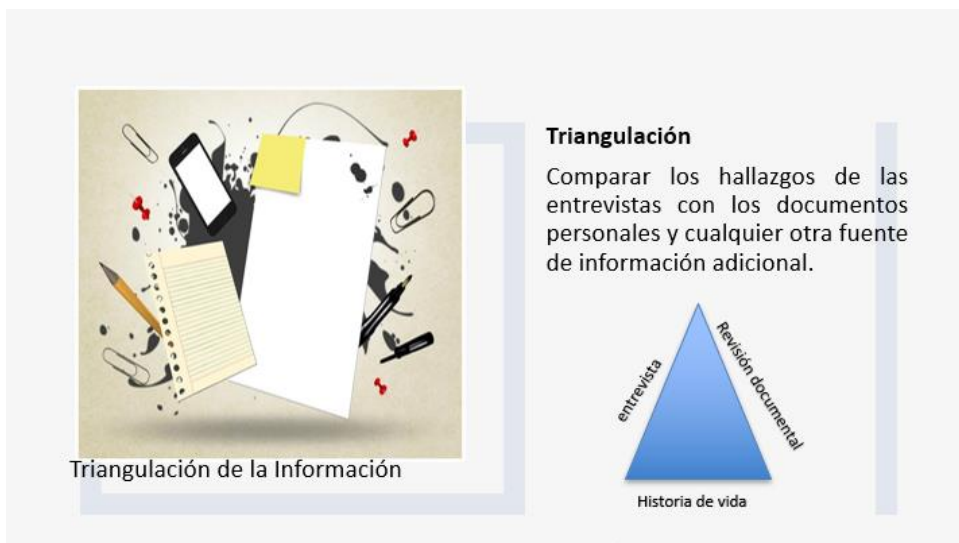 Triangulación
Comparar los hallazgos de las
entrevistas con los documentos
personales y cualquier otra fuente
de información adicional.
entrevista
Revisión documental
Historia de vida
Triangulación de la Información